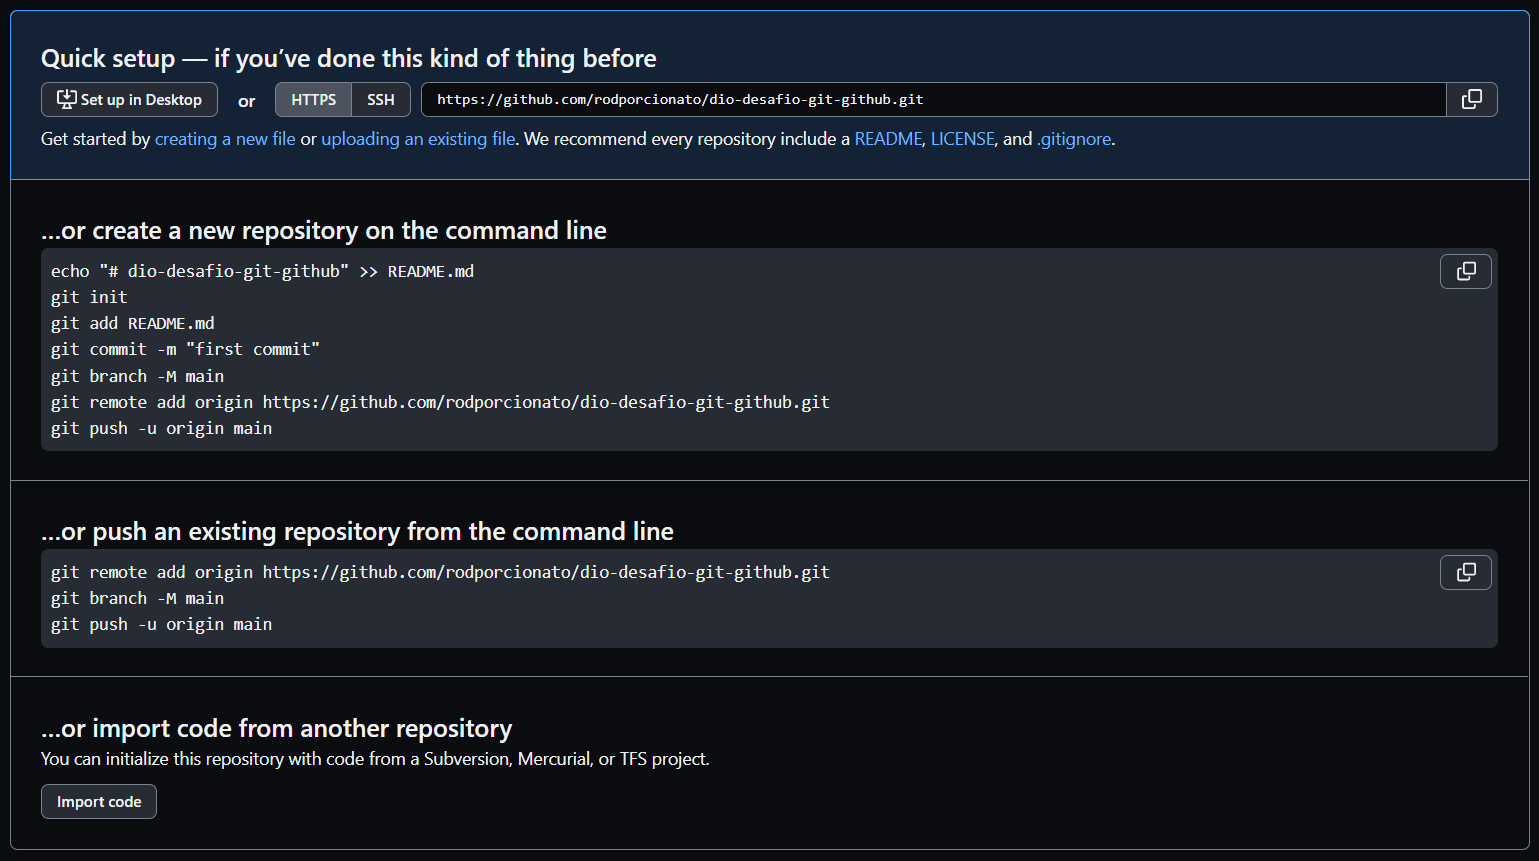 Quick setup — if you’ve done this kind of thing before
Set up in Desktop or HTTPS SSH https://github.com/rodporcionato/dio-desafio-git-github.git
Get started by creating a new file or uploading an existing file. We recommend every repository include a README, LICENSE, and .gitignore.
…or create a new repository on the command line
echo "# dio-desafio-git-github" >> README.md
git init
git add README.md
git commit -m "first commit"
git branch -M main
git remote add origin https://github.com/rodporcionato/dio-desafio-git-github.git
git push -u origin main
…or push an existing repository from the command line
git remote add origin https://github.com/rodporcionato/dio-desafio-git-github.git
git branch -M main
git push -u origin main
…or import code from another repository
You can initialize this repository with code from a Subversion, Mercurial, or TFS project.
Import code